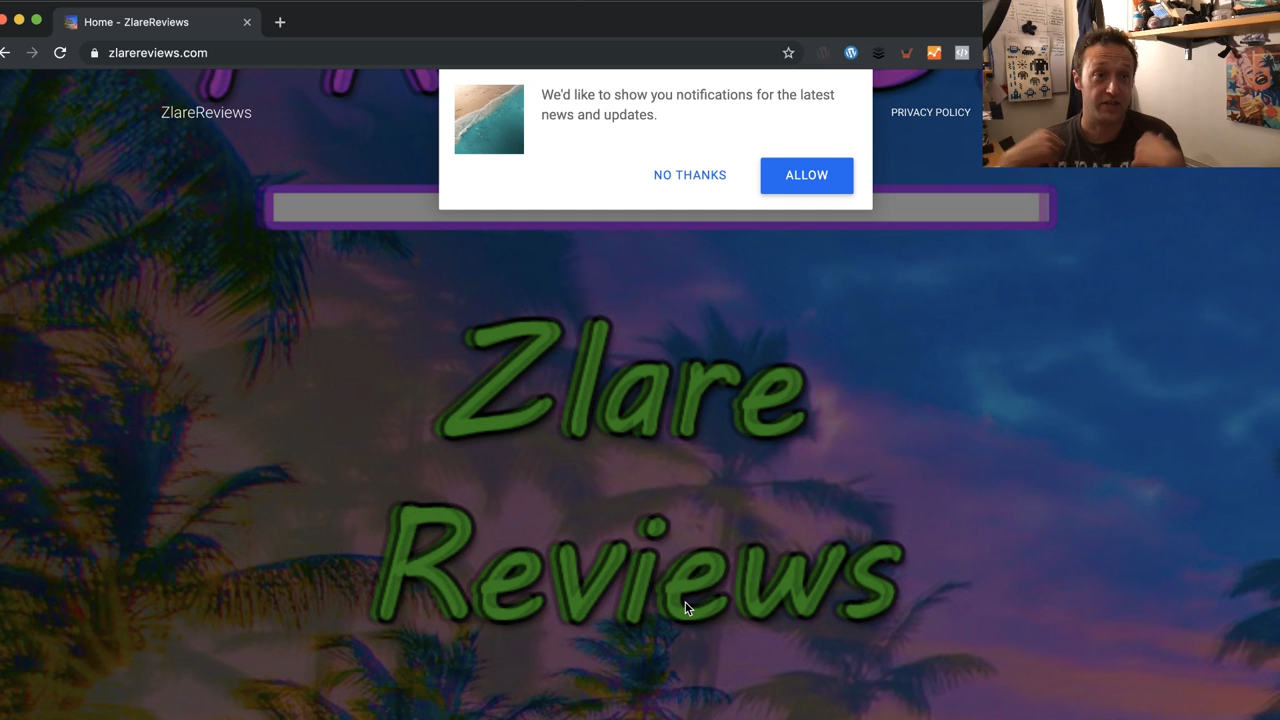 Home - ZlareReviews
zlarereviews.com
We'd like to show you notifications for the latest
news and updates.
ZlareReviews
PRIVACY POLICY
NO THANKS
ALLOW
Zlare
Reviews